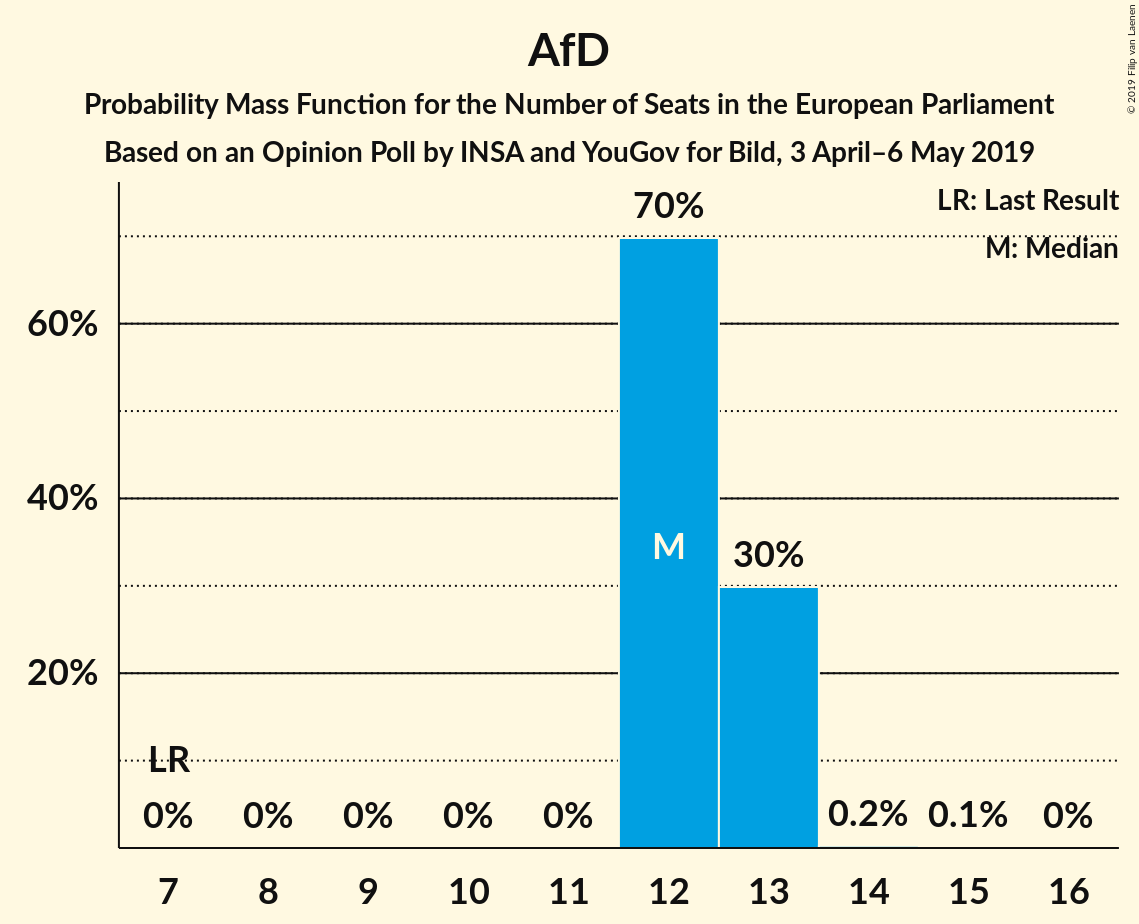 AfD
Probability Mass Function for the Number of Seats in the European Parliament
Based on an Opinion Poll by INSA and YouGov for Bild, 3 April–6 May 2019
© 2019 Filip van Laenen
LR: Last Result
M: Median
70%
60%
40%
20%
M
30%
LR
0% 0% 0% 0% 0% 0.2% 0.1% 0%
7 8 9 10 11 12 13 14 15 16